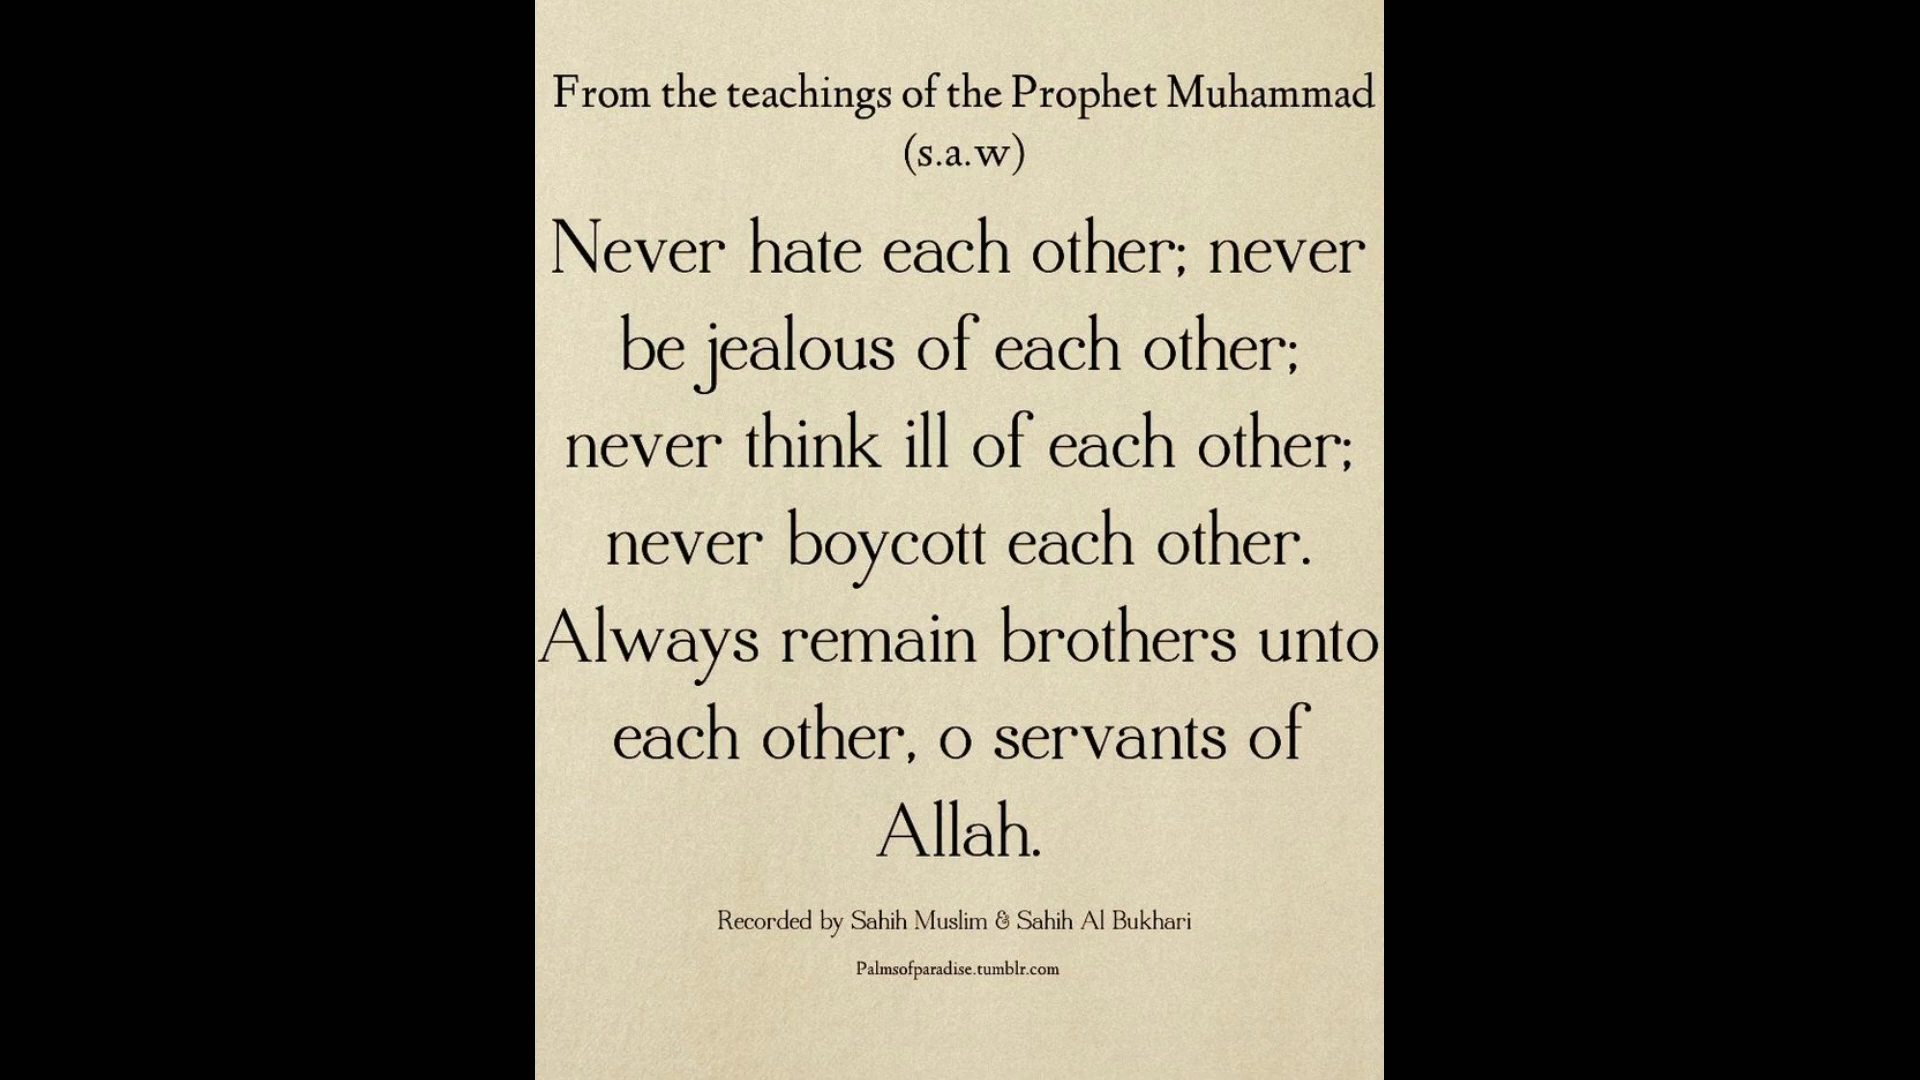 From the teachings of the Prophet Muhammad
(s.a.w)
Never hate each other; never
be jealous of each other;
never think ill of each other;
never boycott each other.
Always remain brothers unto
each other, o servants of
Allah.
Recorded by Sahih Muslim & Sahih Al Bukhari
Palmsofparadise.tumblr.com